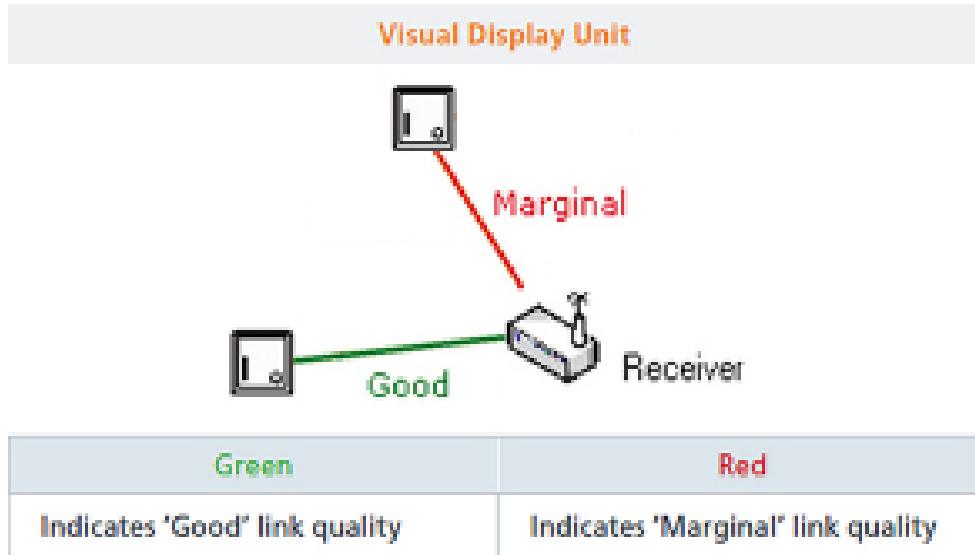 Visual Display Unit
Marginal
Receiver
Good
Green Red
Indicates 'Good' link quality Indicates 'Marginal' link quality